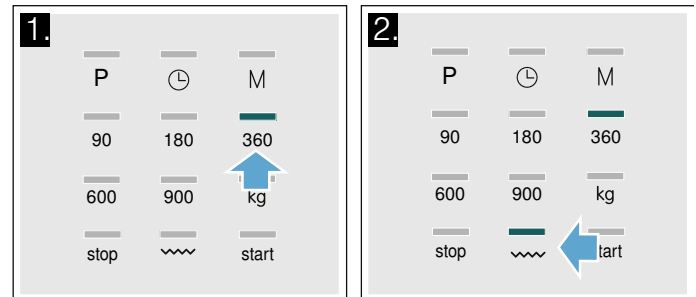 1.
P M
90 180 360
600 900 kg
stop start
2.
P M
90 180 360
600 900 kg
stop tart